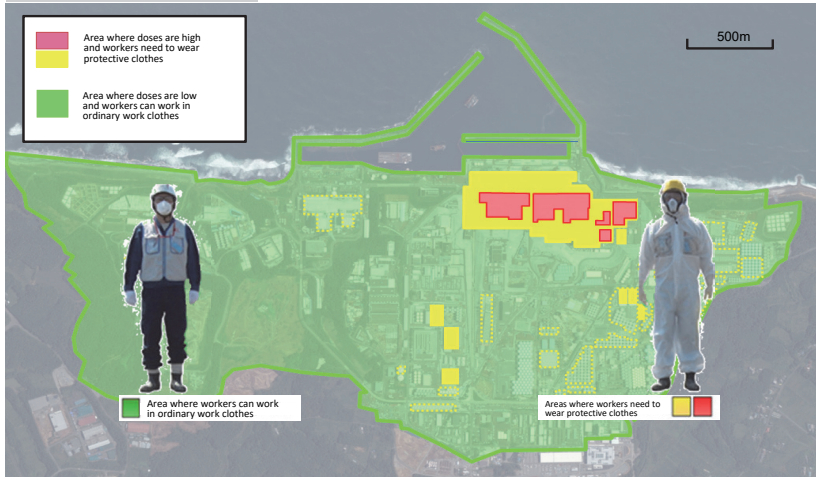 Area where doses are high
and workers need to wear
protective clothes
500m
Area where doses are low
and workers can work in
ordinary work clothes
Area where workers can work
in ordinary work clothes
Areas where workers need to
wear protective clothes